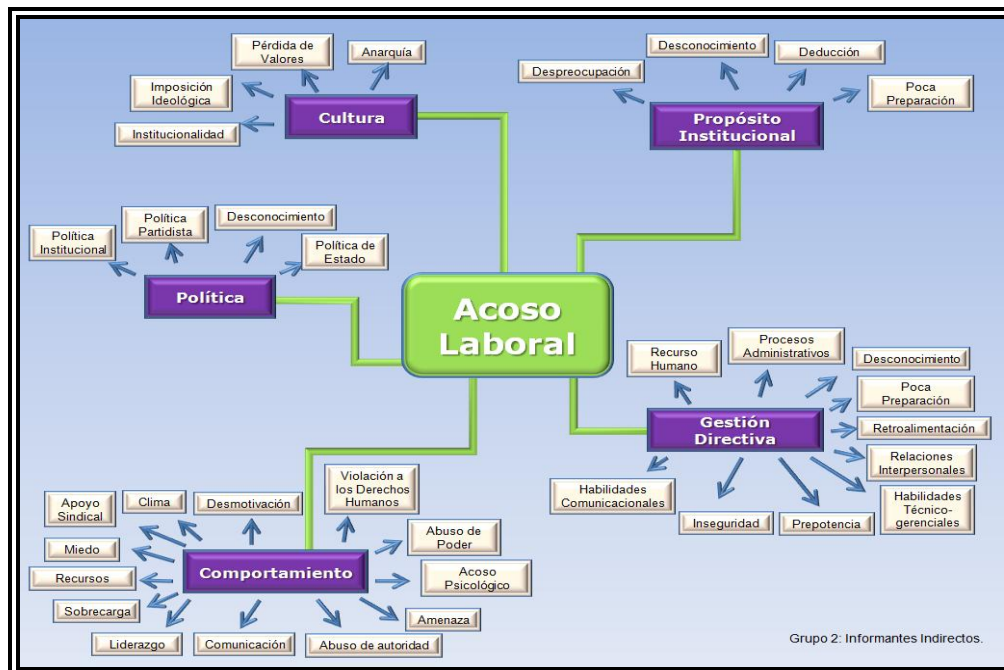 Pérdida de
Valores
Anarquía
Imposición
Ideológica
Institucionalidad
Cultura
Desconocimiento
Deducción
Despreocupación
Poca
Preparación
Propósito
Institucional
Política
Institucional
Política
Partidista
Desconocimiento
Política de
Estado
Política
Acoso
Laboral
Recurso
Humano
Procesos
Administrativos
Desconocimiento
Poca
Preparación
Retroalimentación
Relaciones
Interpersonales
Habilidades
Técnico-
gerenciales
Prepotencia
Inseguridad
Habilidades
Comunicacionales
Gestión
Directiva
Apoyo
Sindical
Clima
Desmotivación
Violación a
los Derechos
Humanos
Abuso de
Poder
Acoso
Psicológico
Amenaza
Abuso de autoridad
Comunicación
Liderazgo
Sobrecarga
Recursos
Miedo
Comportamiento
Grupo 2: Informantes Indirectos.